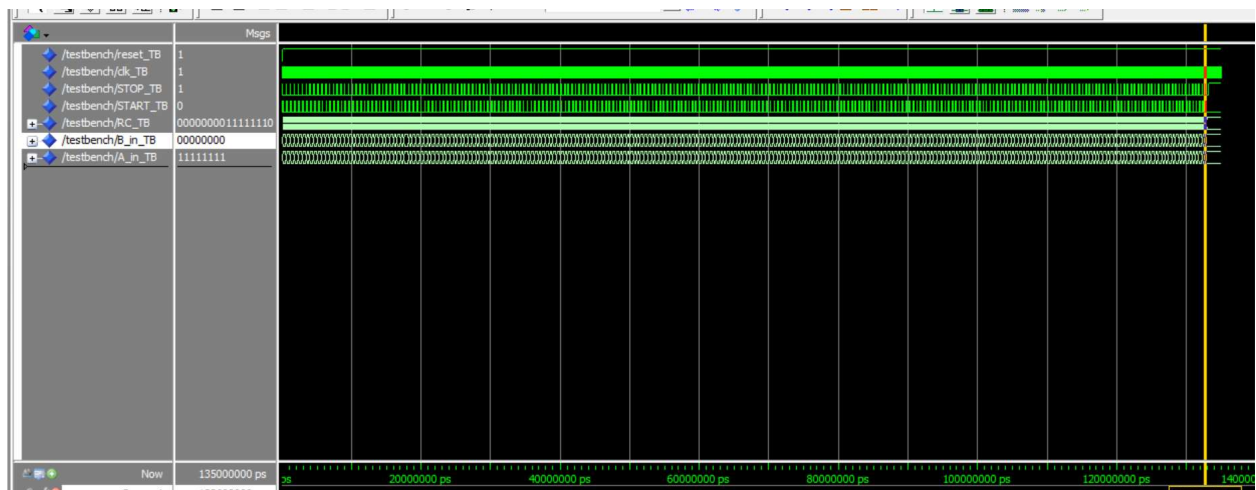 Msgs
/testbench/reset_TB 1
/testbench/clk_TB 1
/testbench/STOP_TB 1
/testbench/START_TB 0
/testbench/RC_TB 0000000011111110
/testbench/B_in_TB 00000000
/testbench/A_in_TB 11111111
Now 135000000 ps ps 20000000 ps 40000000 ps 60000000 ps 80000000 ps 100000000 ps 120000000 ps